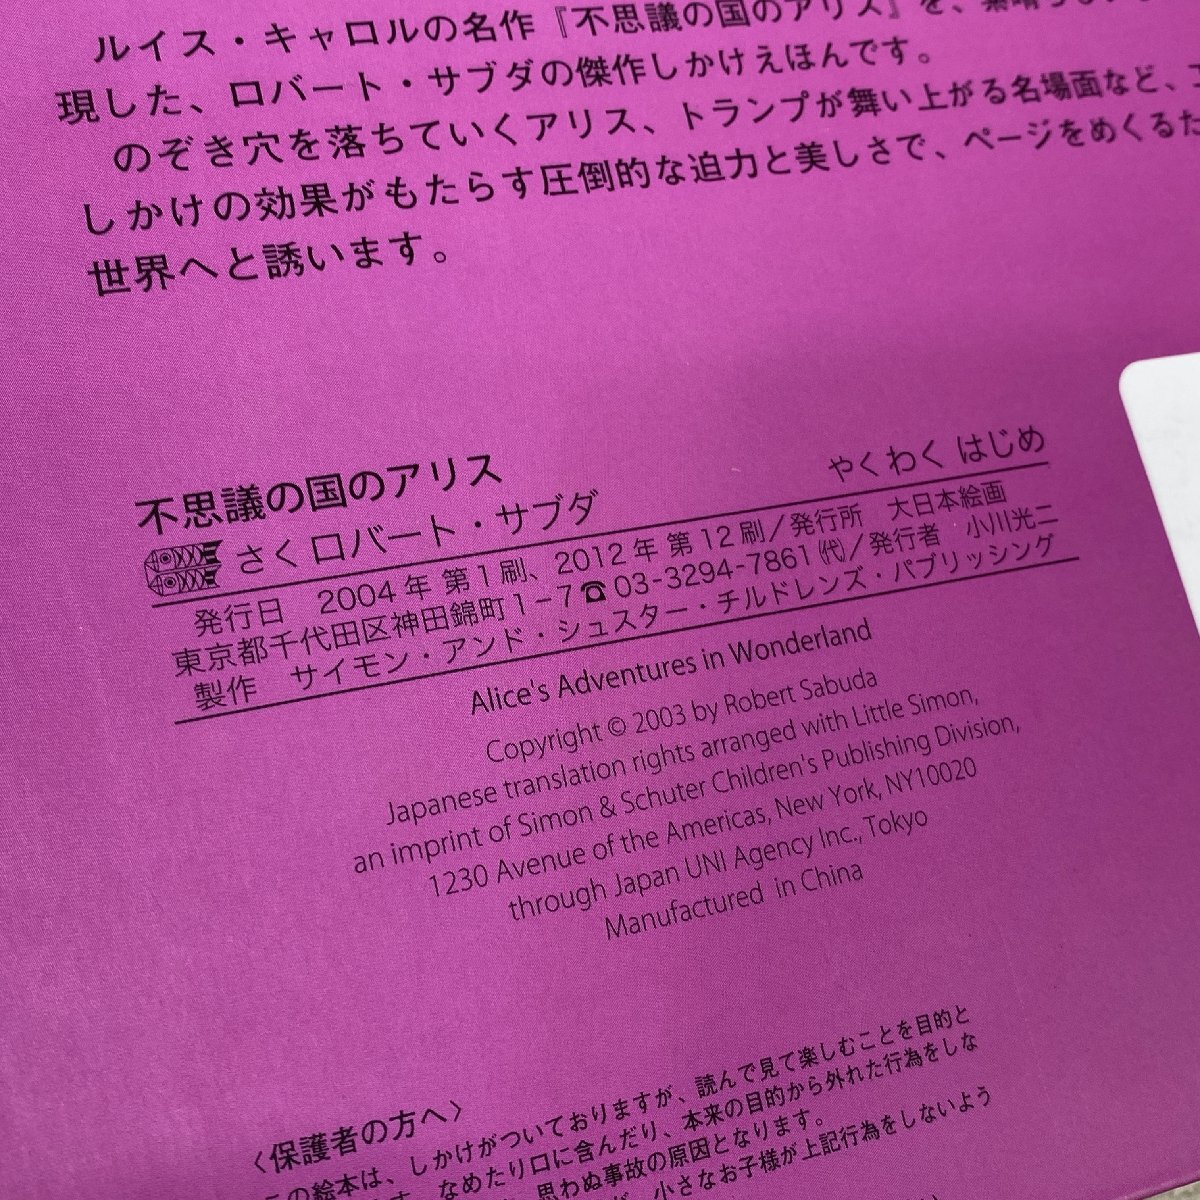 ルイス・キャロルの名作『不思議の国のアリス』を、
現した、ロバート・サブダの傑作しかけえほんです。
のぞき穴を落ちていくアリス、トランプが舞い上がる名場面など、
しかけの効果がもたらす圧倒的な迫力と美しさで、ページをめくるた
世界へと誘います。
不思議の国のアリス
さく ロバート・サブダ やくわく はじめ
発行日 2004年 第1刷、2012年 第12刷/発行所 大日本絵画
東京都千代田区神田錦町1-7☎03-3294-7861㈹/発行者 小川光二
製作 サイモン・アンド・シュスター・チルドレンズ・パブリッシング
Alice's Adventures in Wonderland
Copyright © 2003 by Robert Sabuda
Japanese translation rights arranged with Little Simon,
an imprint of Simon & Schuter Children's Publishing Division,
1230 Avenue of the Americas, New York, NY10020
through Japan UNI Agency Inc., Tokyo
Manufactured in China
〈保護者の方へ〉
この絵本は、しかけがついておりますが、読んで見て楽しむことを目的と
なめたり口に含んだり、本来の目的から外れた行為をしな
思わぬ事故の原因となります。
小さなお子様が上記行為をしないよう